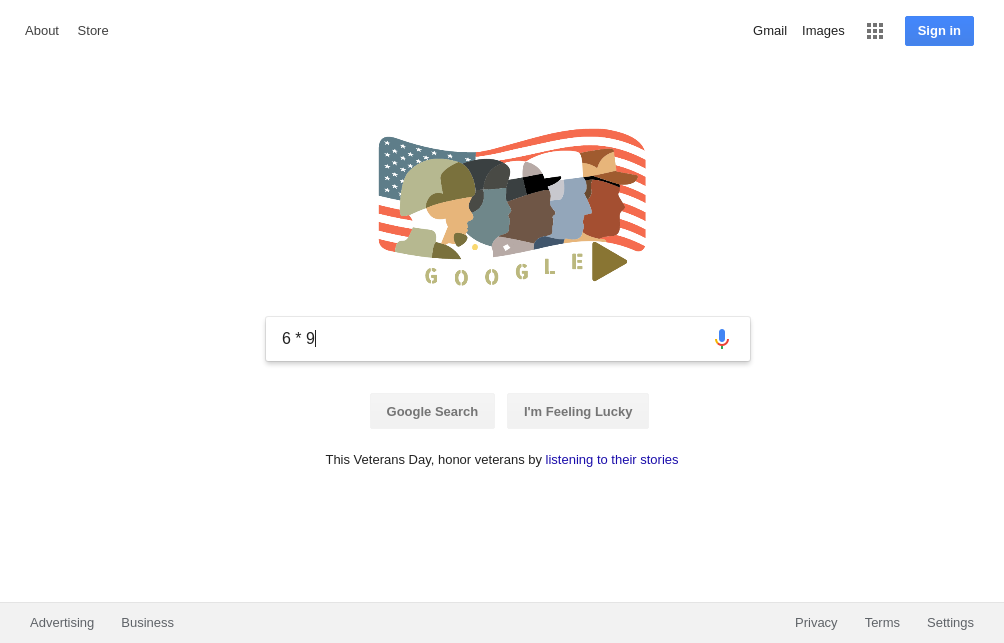 About Store Gmail Images Sign in
GOOGLE
6 * 9
Google Search I'm Feeling Lucky
This Veterans Day, honor veterans by listening to their stories
Advertising Business Privacy Terms Settings